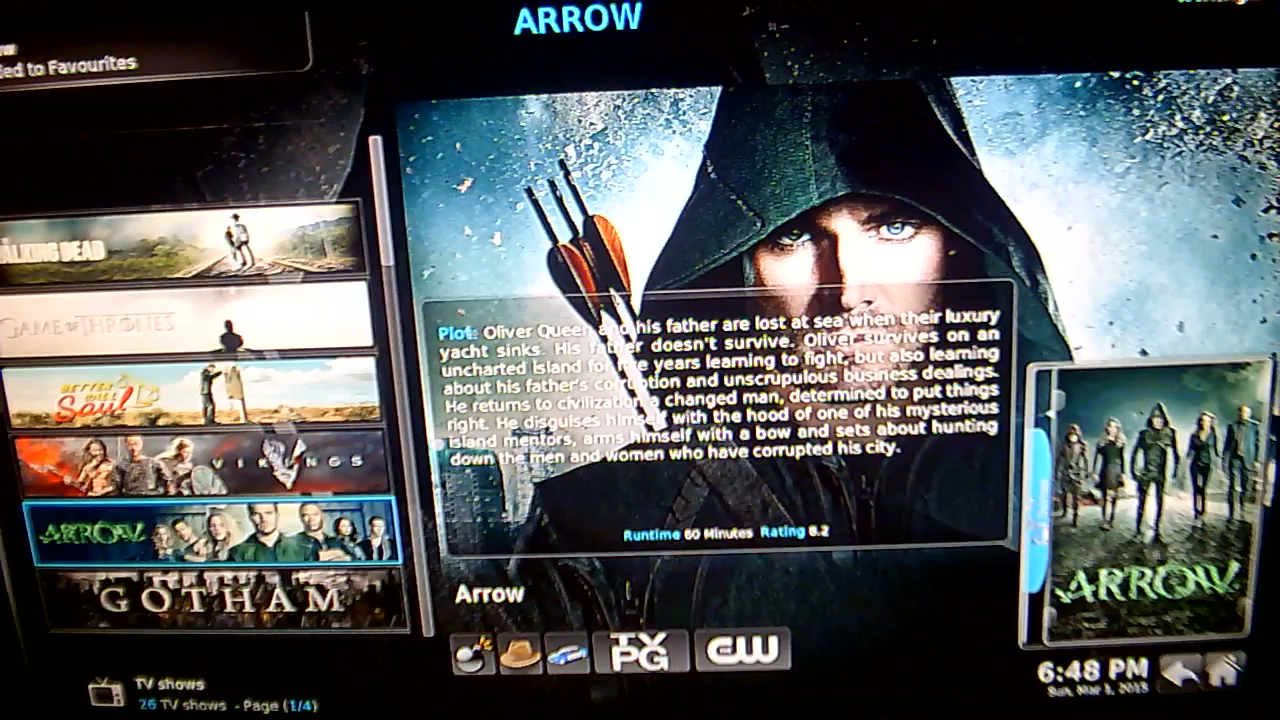 ARROW
ed to Favourites
WALKING DEAD
GAME OF THRONES
BETTER CALL
Saul
VIKINGS
ARROW
GOTHAM
Plot: Oliver Queen and his father are lost at sea when their luxury
yacht sinks. His father doesn't survive. Oliver survives on an
uncharted island for five years learning to fight, but also learning
about his father's corruption and unscrupulous business dealings.
He returns to civilization a changed man, determined to put things
right. He disguises himself with the hood of one of his mysterious
island mentors, arms himself with a bow and sets about hunting
down the men and women who have corrupted his city.
Runtime 60 Minutes Rating 8.2
Arrow
TV
PG
CW
ARROW
6:48 PM
Sun, Mar 1, 2015
TV shows
26 TV shows - Page (1/4)